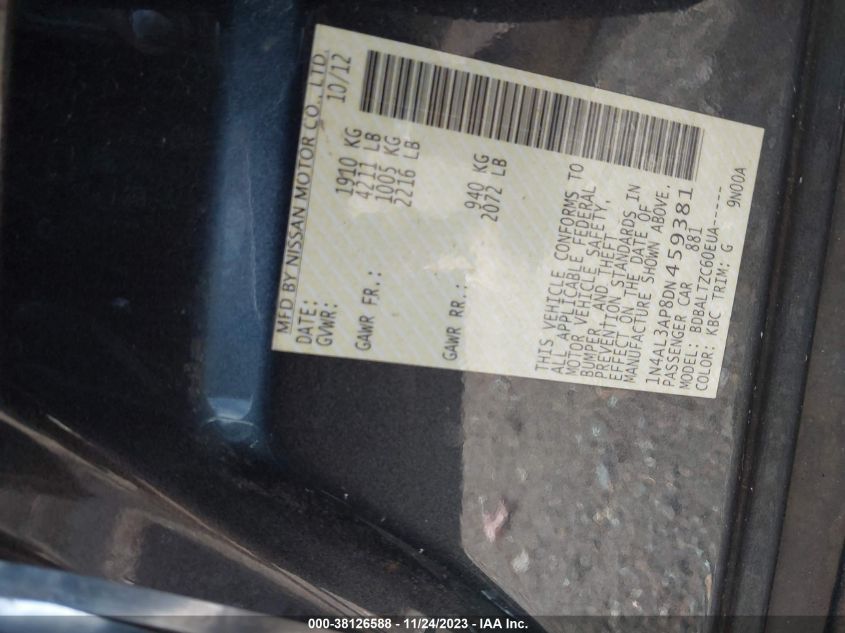 MFD BY NISSAN MOTOR CO., LTD.
DATE: 10/12
GVWR: 1910 KG
4211 LB
GAWR FR.: 1005 KG
2216 LB
GAWR RR.: 940 KG
2072 LB
THIS VEHICLE CONFORMS TO
ALL APPLICABLE FEDERAL
MOTOR VEHICLE SAFETY,
BUMPER, AND THEFT
PREVENTION STANDARDS IN
EFFECT ON THE DATE OF
MANUFACTURE SHOWN ABOVE.
1N4AL3AP8DN459381
PASSENGER CAR 881
MODEL: BDBALTZC60EUA-----
COLOR: KBC TRIM: G 9N00A
000-38126588 — 11/24/2023 — IAA Inc.